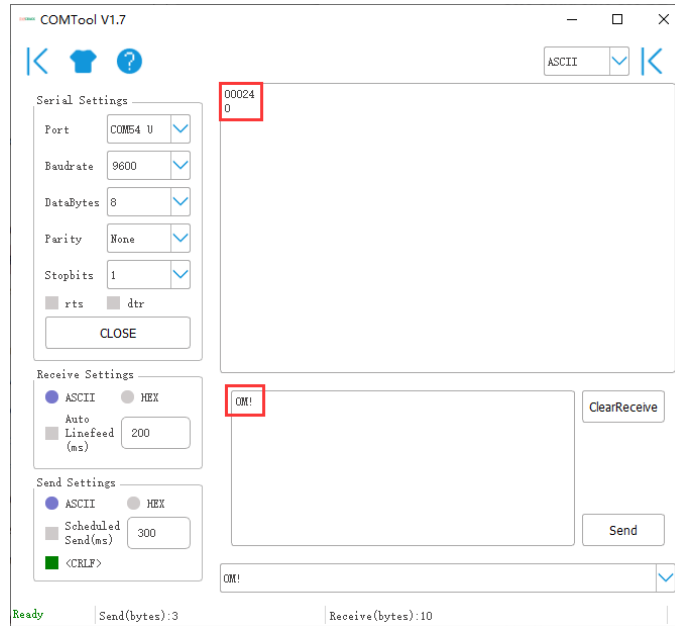 COMTool V1.7
ASCII
Serial Settings
Port COM54 U
Baudrate 9600
DataBytes 8
Parity None
Stopbits 1
rts dtr
CLOSE
00024
0
Receive Settings
ASCII HEX
Auto
Linefeed
(ms)
200
OM!
ClearReceive
Send Settings
ASCII HEX
Scheduled
Send(ms)
300
<CRLF>
Send
OM!
Ready Send(bytes):3 Receive(bytes):10